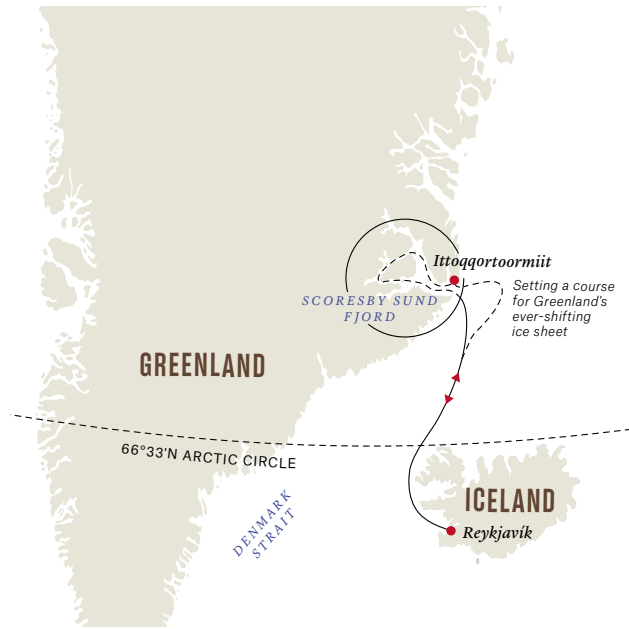 Ittoqqortoormiit
Setting a course
for Greenland's
ever-shifting
ice sheet
SCORESBY SUND
FJORD
GREENLAND
66°33'N ARCTIC CIRCLE
DENMARK
STRAIT
ICELAND
Reykjavík